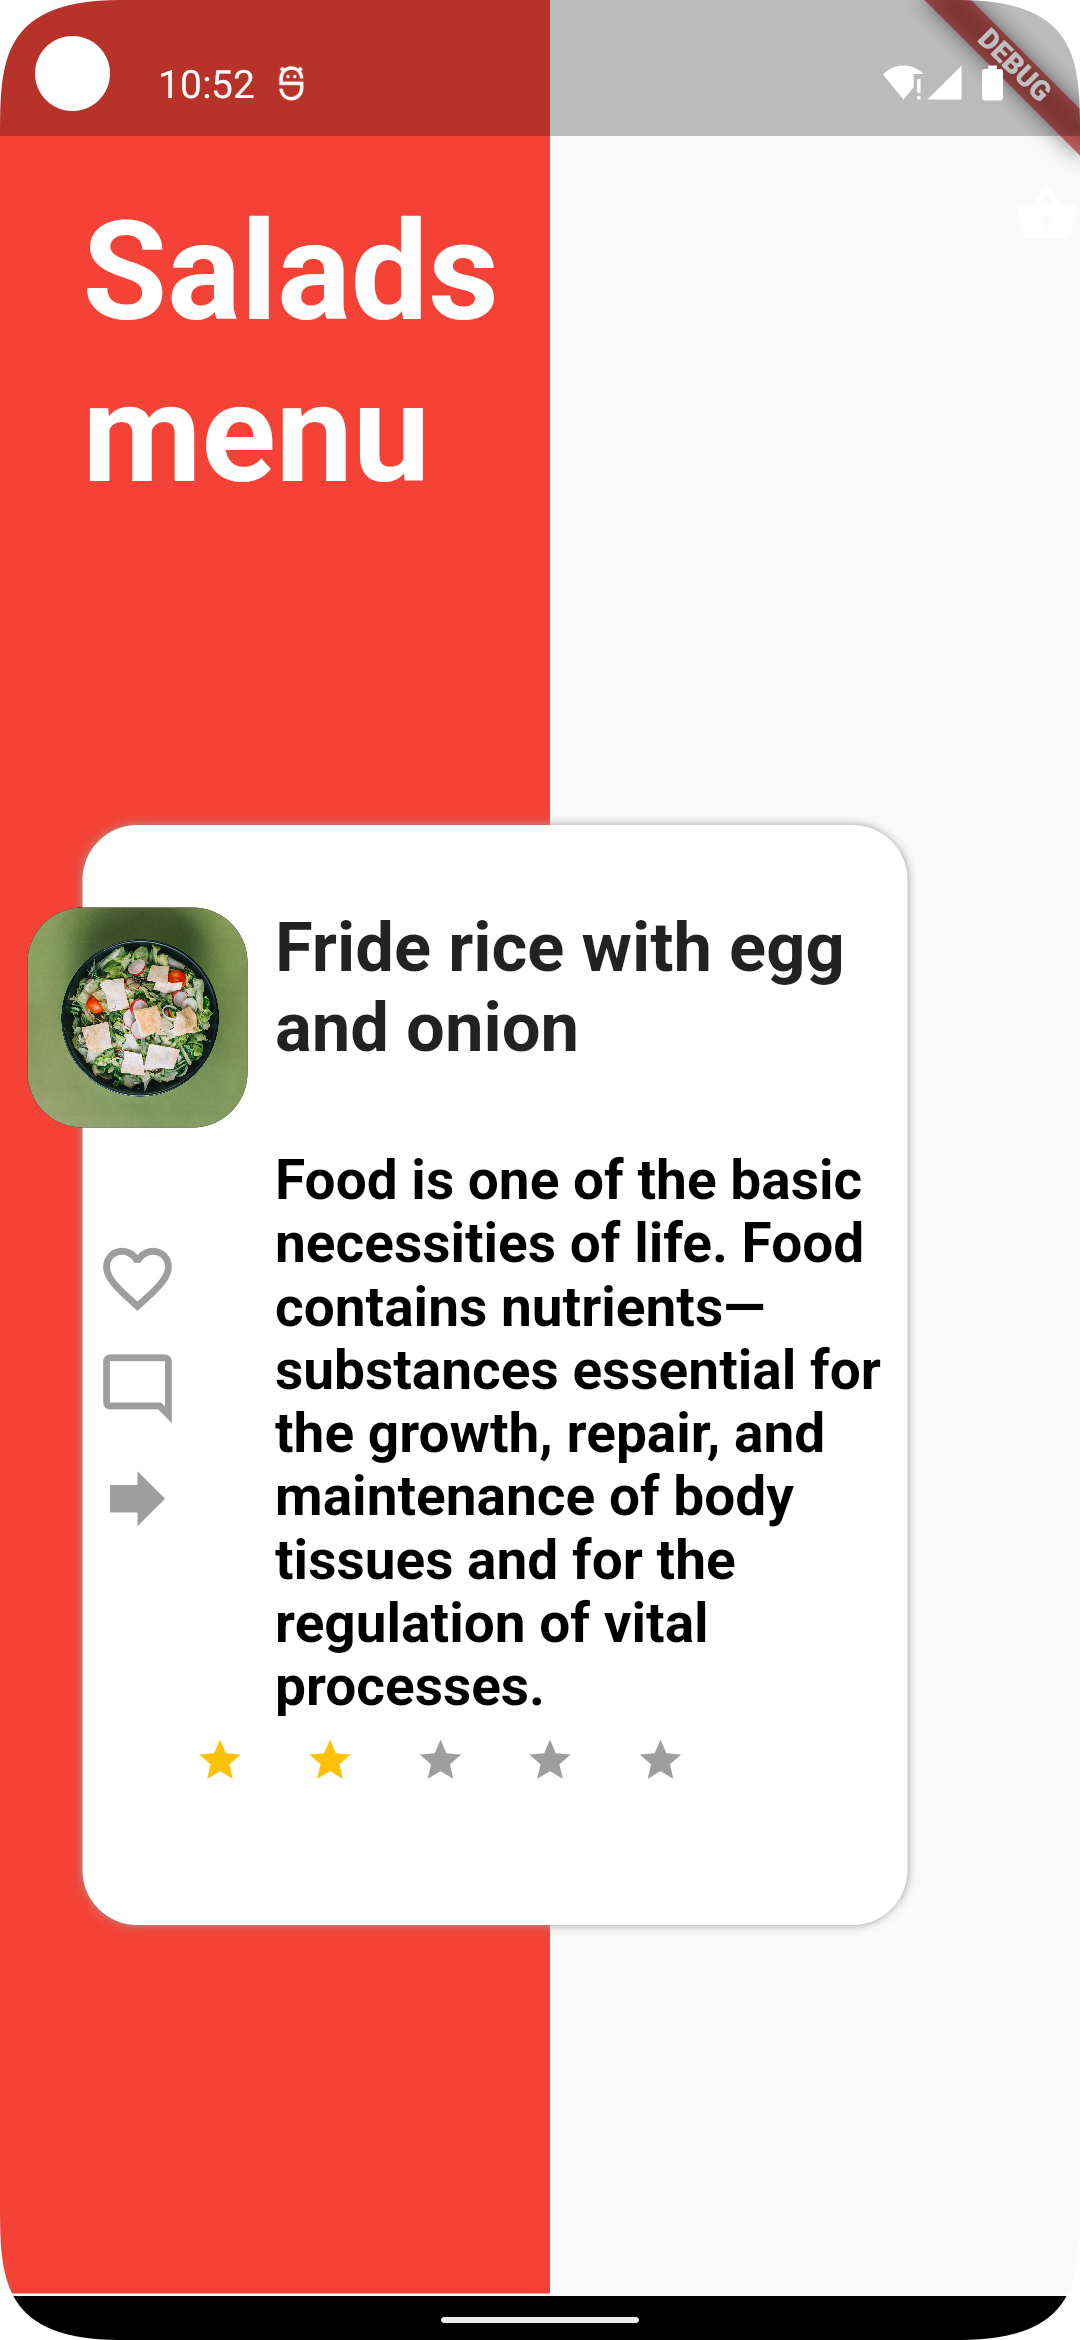 10:52
DEBUG
Salads
menu
Fride rice with egg
and onion
Food is one of the basic
necessities of life. Food
contains nutrients—
substances essential for
the growth, repair, and
maintenance of body
tissues and for the
regulation of vital
processes.